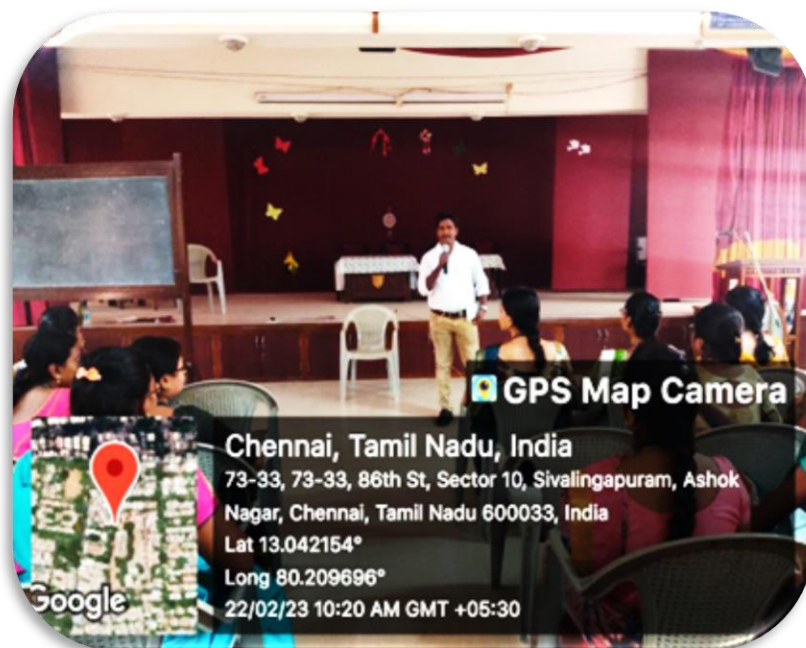 GPS Map Camera
Chennai, Tamil Nadu, India
73-33, 73-33, 86th St, Sector 10, Sivalingapuram, Ashok
Nagar, Chennai, Tamil Nadu 600033, India
Lat 13.042154°
Long 80.209696°
22/02/23 10:20 AM GMT +05:30
Google